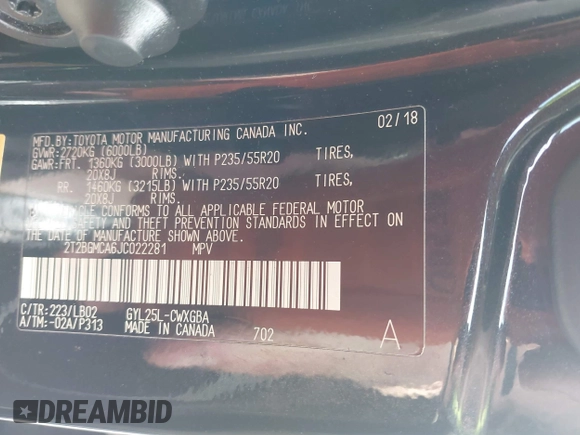 MFD.BY:TOYOTA MOTOR MANUFACTURING CANADA INC. 02/18
GVWR:2720KG (6000LB)
GAWR:FRT. 1360KG (3000LB) WITH P235/55R20 TIRES,
20X8J RIMS.
RR. 1460KG (3215LB) WITH P235/55R20 TIRES,
20X8J RIMS.
CONFORMS TO ALL APPLICABLE FEDERAL MOTOR
SAFETY AND THEFT PREVENTION STANDARDS IN EFFECT ON
THE DATE OF MANUFACTURE SHOWN ABOVE.
2T2BGMCA6JC022281 MPV
C/TR:223/LB02 GYL25L-CWXGBA
A/TM:-02A/P313 MADE IN CANADA 702 A
DREAMBID